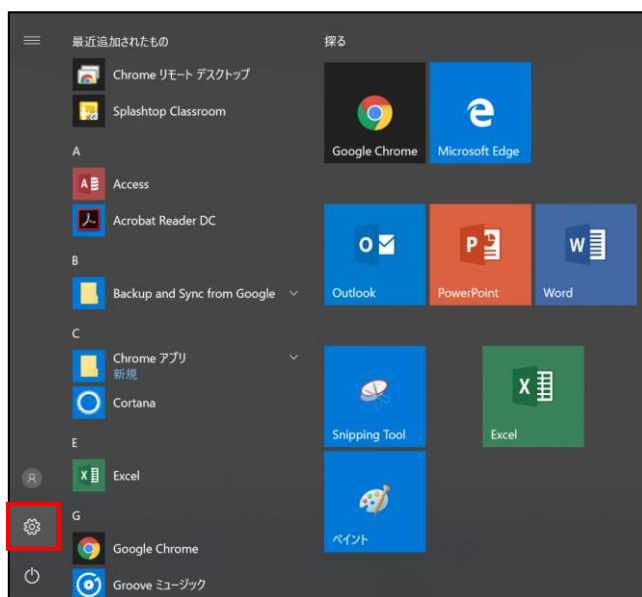 最近追加されたもの
Chrome リモート デスクトップ
Splashtop Classroom
A
Access
Acrobat Reader DC
B
Backup and Sync from Google
C
Chrome アプリ
新規
Cortana
E
Excel
G
Google Chrome
Groove ミュージック
探る
Google Chrome
Microsoft Edge
Outlook
PowerPoint
Word
Snipping Tool
Excel
ペイント